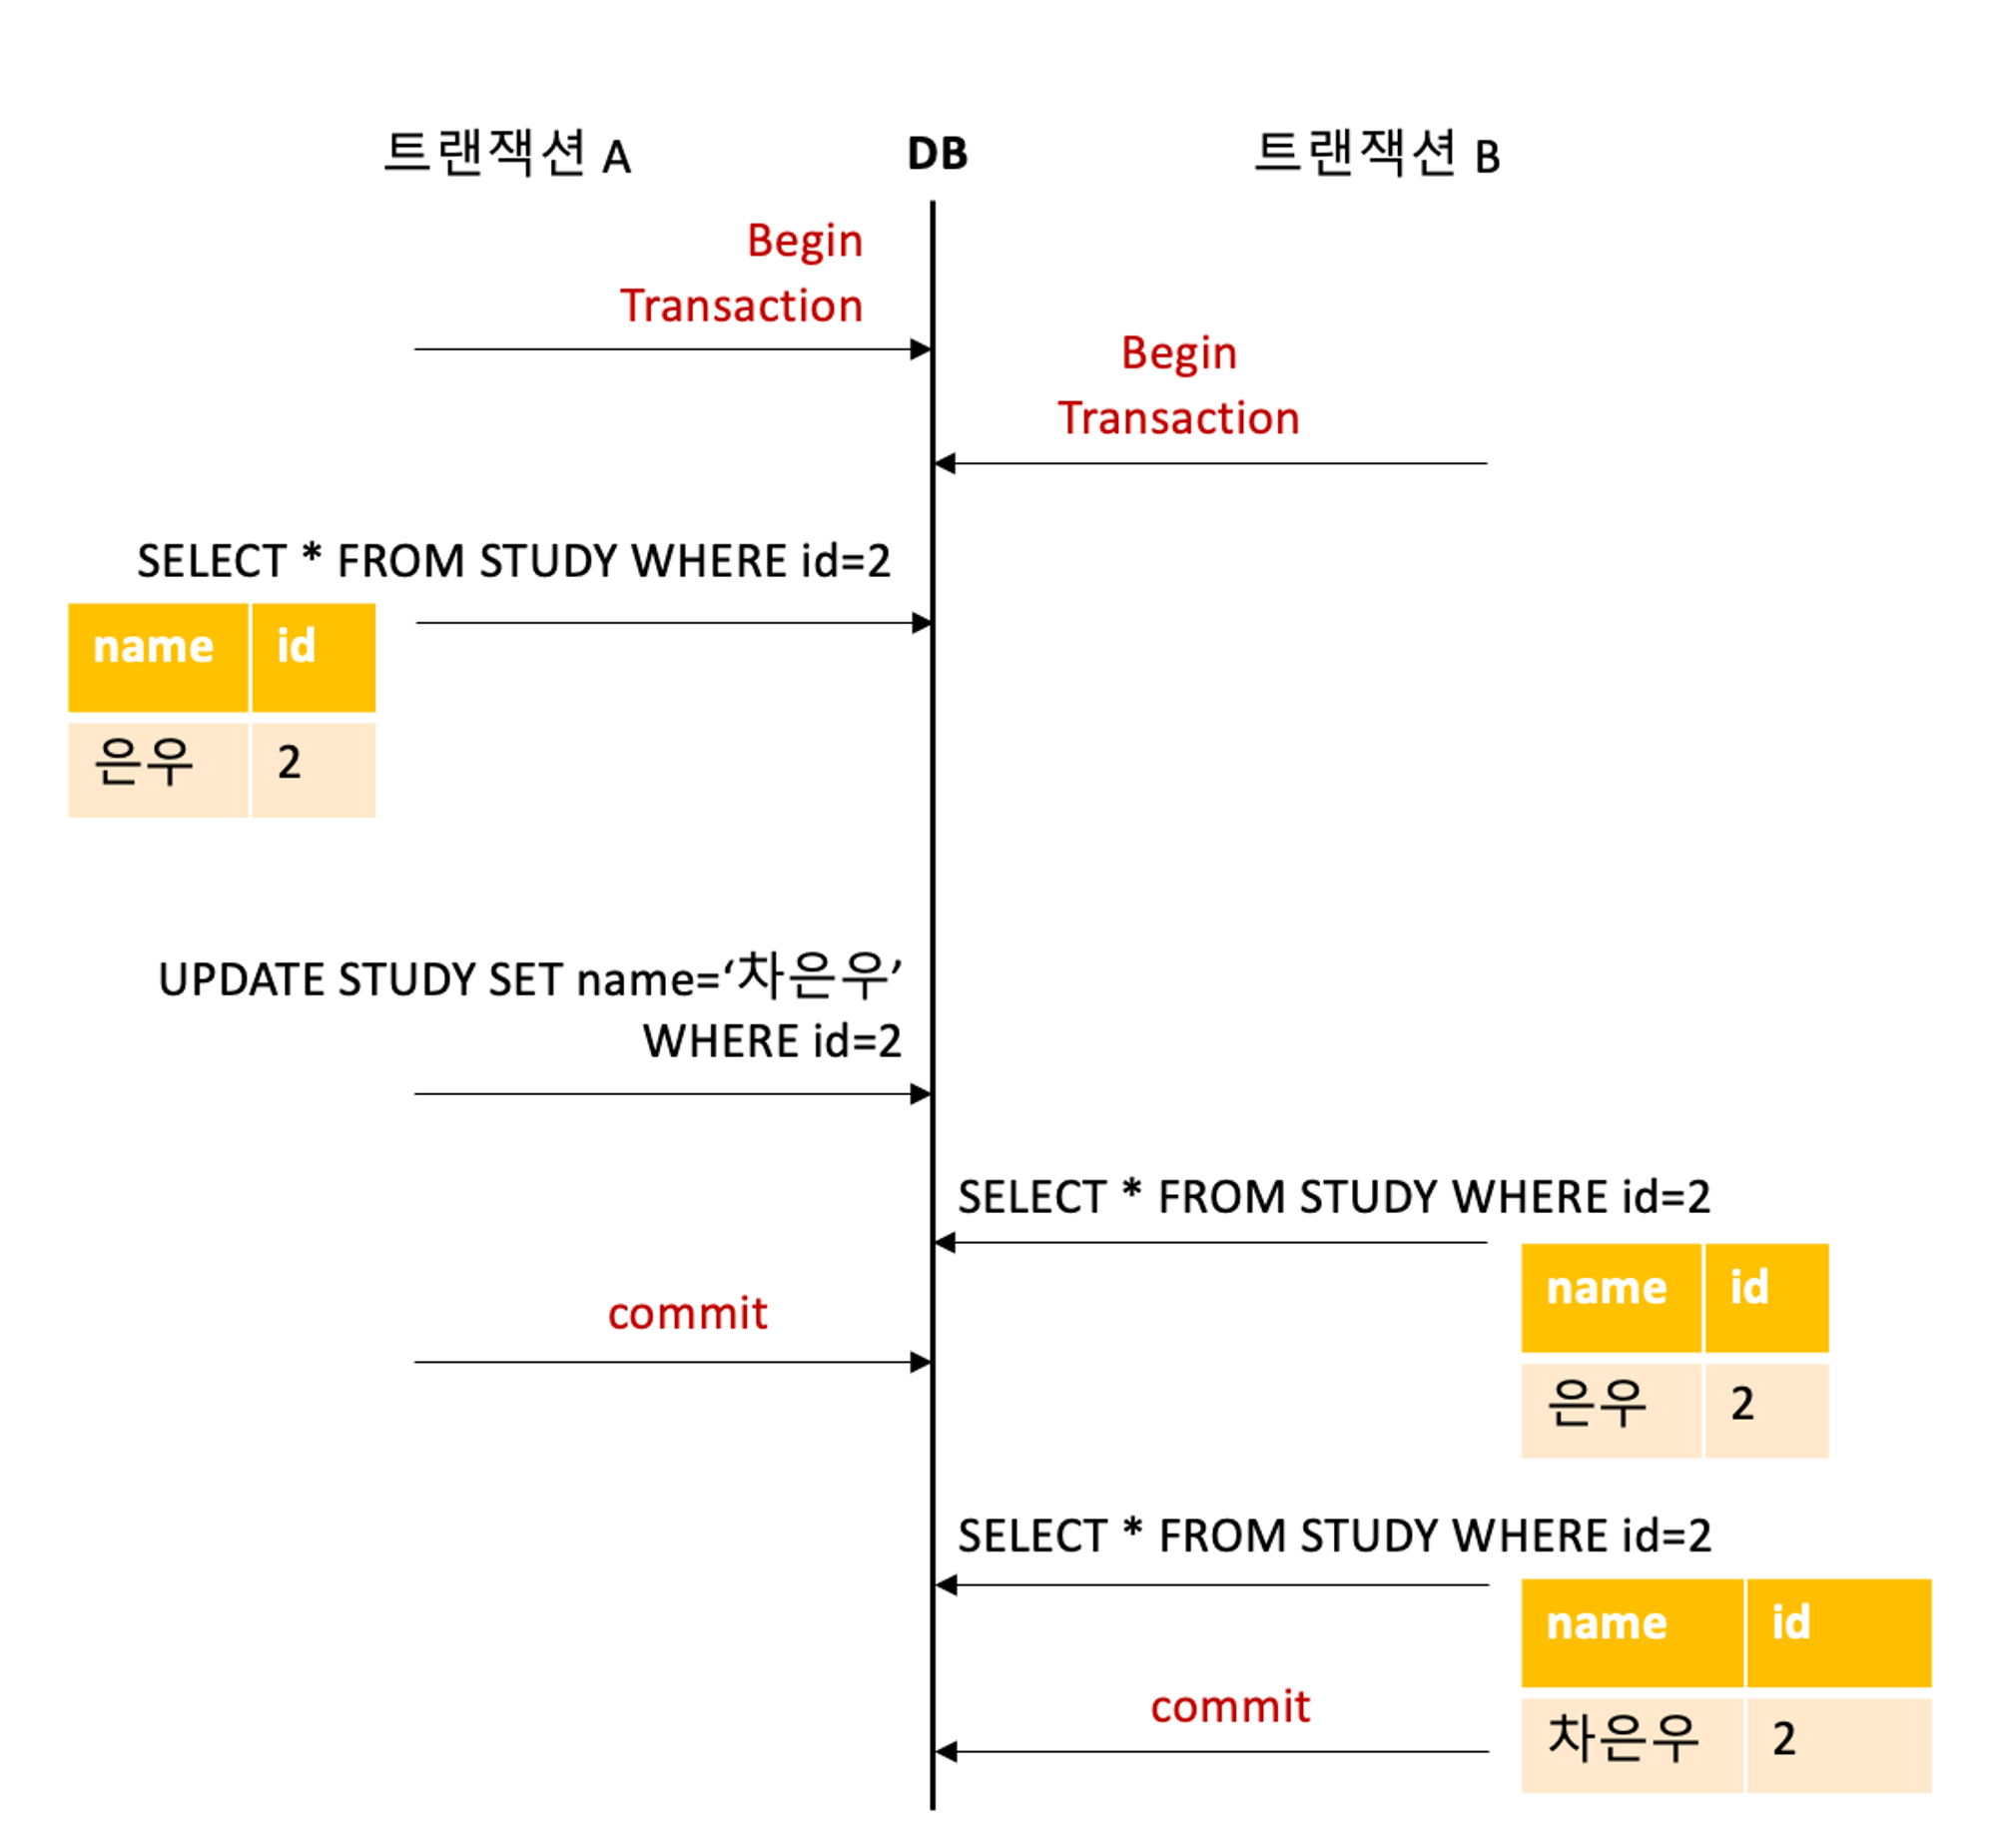 트랜잭션 A
DB
트랜잭션 B
Begin
Transaction
Begin
Transaction
SELECT * FROM STUDY WHERE id=2
name id
은우 2
UPDATE STUDY SET name=‘차은우’
WHERE id=2
SELECT * FROM STUDY WHERE id=2
name id
은우 2
commit
SELECT * FROM STUDY WHERE id=2
name id
차은우 2
commit